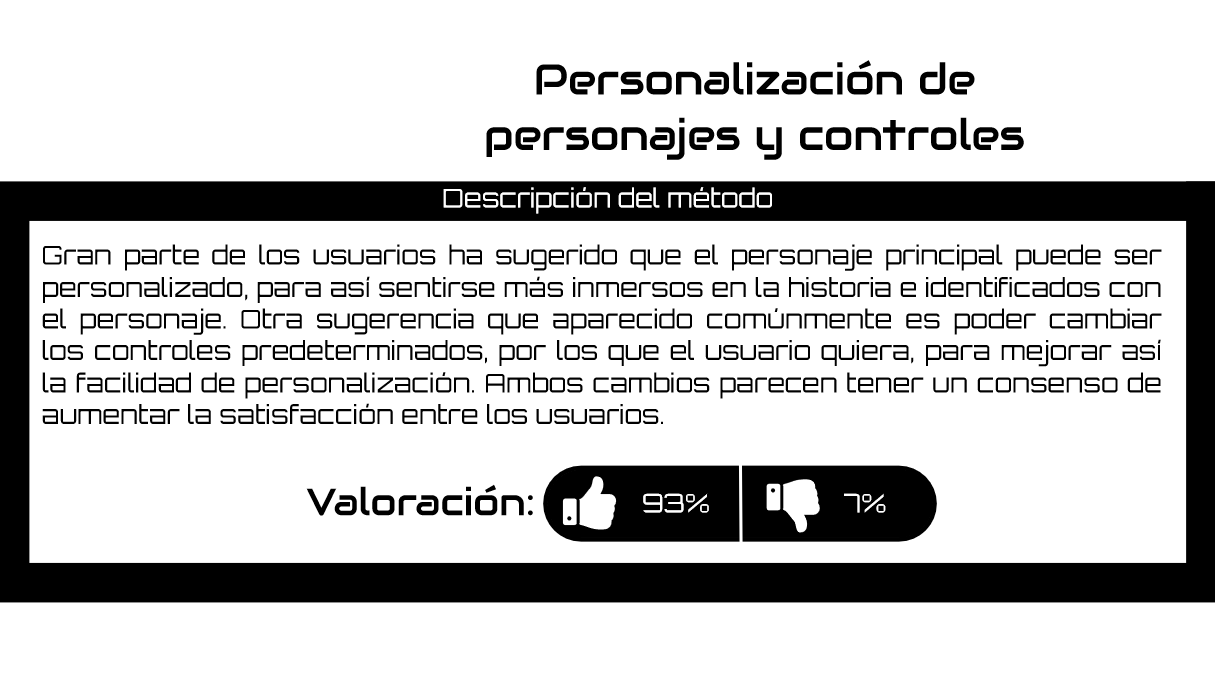 Personalización de
personajes y controles
Descripción del método
Gran parte de los usuarios ha sugerido que el personaje principal puede ser
personalizado, para así sentirse más inmersos en la historia e identificados con
el personaje. Otra sugerencia que aparecido comúnmente es poder cambiar
los controles predeterminados, por los que el usuario quiera, para mejorar así
la facilidad de personalización. Ambos cambios parecen tener un consenso de
aumentar la satisfacción entre los usuarios.
Valoración: 93% 7%